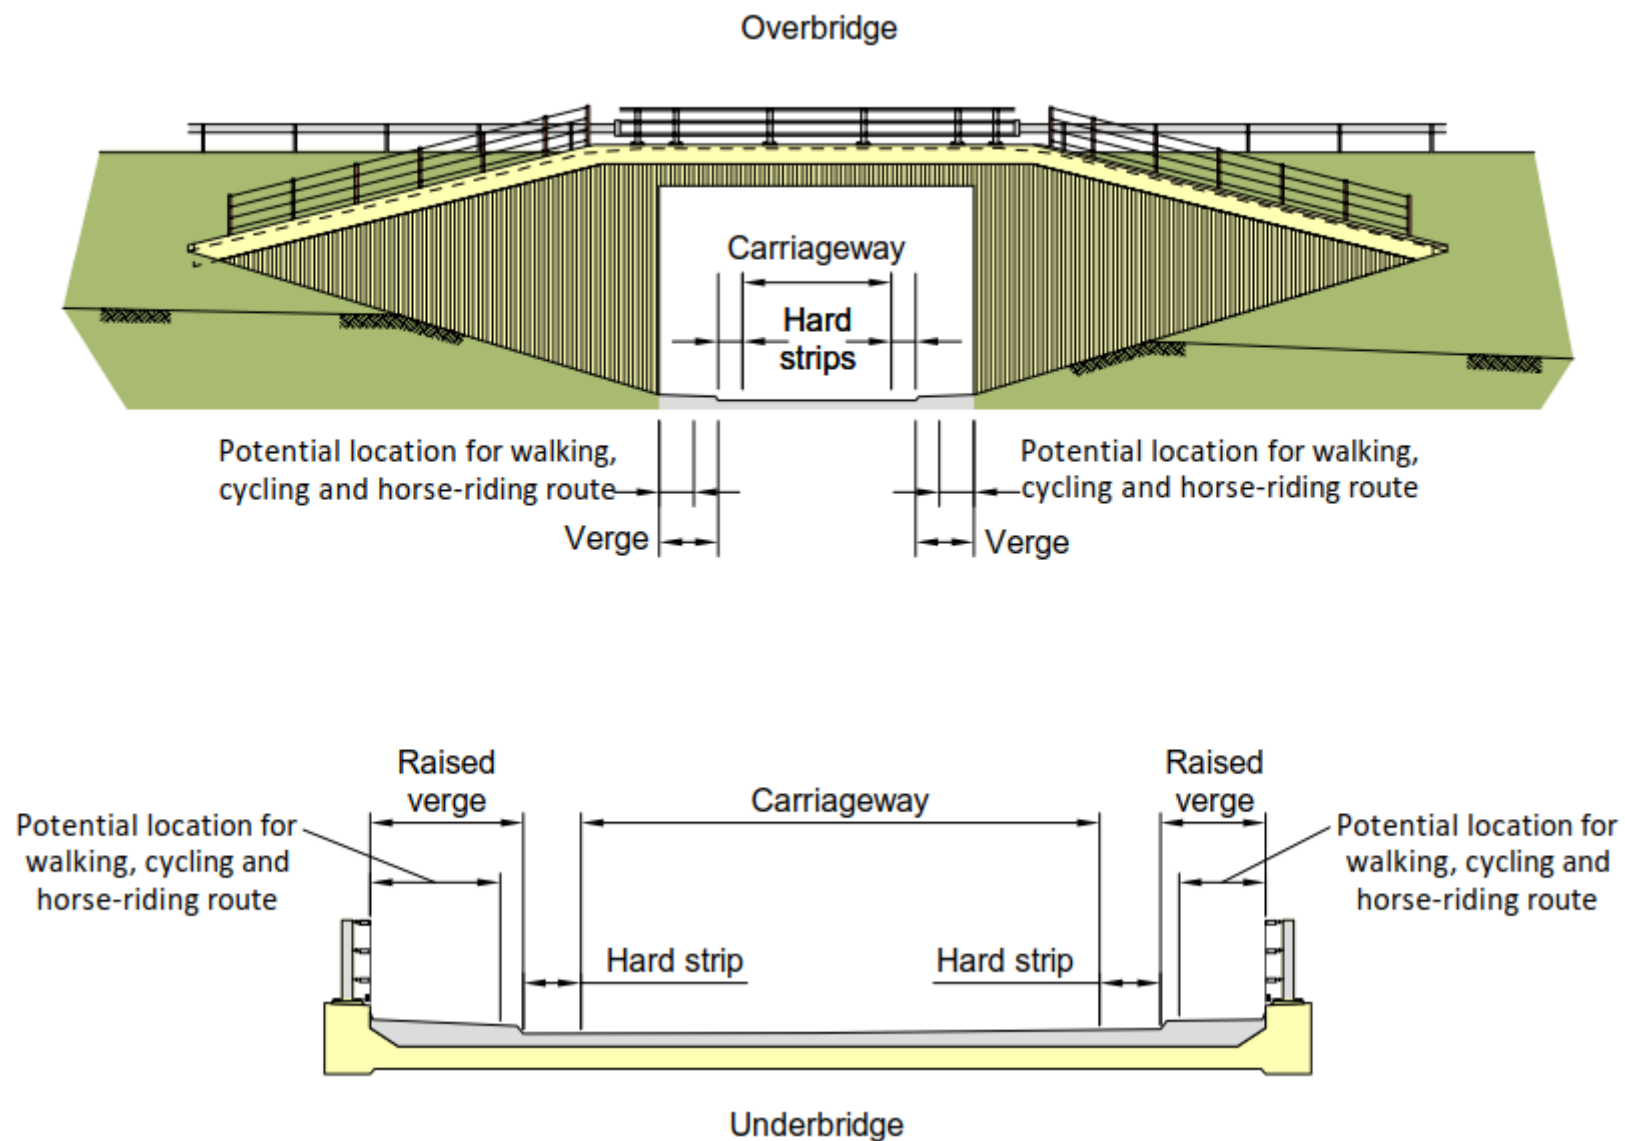 Overbridge
Carriageway
Hard
strips
Potential location for walking,
cycling and horse-riding route
Potential location for walking,
cycling and horse-riding route
Verge
Verge
Raised
verge
Carriageway
Raised
verge
Potential location for
walking, cycling and
horse-riding route
Potential location for
walking, cycling and
horse-riding route
Hard strip
Hard strip
Underbridge